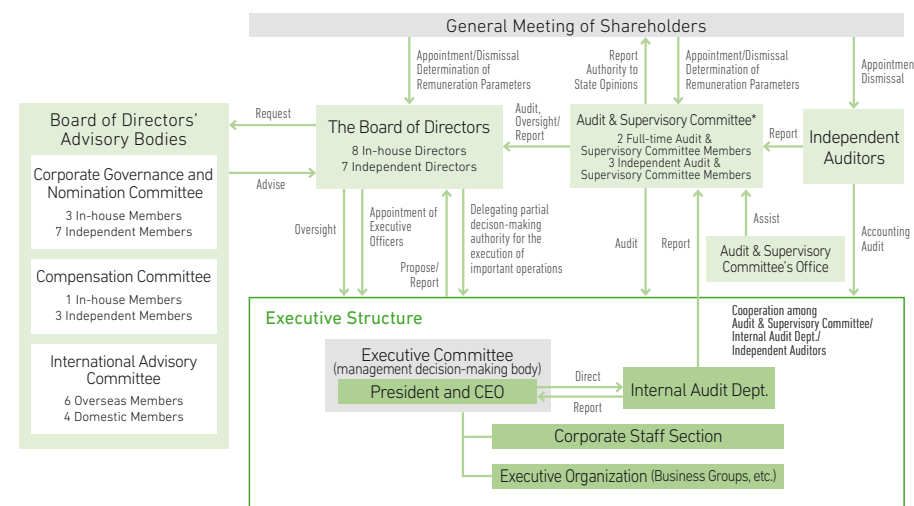 General Meeting of Shareholders
Appointment/Dismissal
Determination of
Remuneration Parameters
Report
Authority to
State Opinions
Appointment/Dismissal
Determination of
Remuneration Parameters
Appointmen
Dismissal
Board of Directors'
Advisory Bodies
Corporate Governance and
Nomination Committee
3 In-house Members
7 Independent Members
Compensation Committee
1 In-house Members
3 Independent Members
International Advisory
Committee
6 Overseas Members
4 Domestic Members
Request
Advise
The Board of Directors
8 In-house Directors
7 Independent Directors
Audit,
Oversight/
Report
Audit & Supervisory Committee*
2 Full-time Audit &
Supervisory Committee Members
3 Independent Audit &
Supervisory Committee Members
Report
Independent
Auditors
Oversight
Appointment of
Executive
Officers
Propose/
Report
Delegating partial
decison-making
authority for the
execution of
important operations
Audit
Report
Assist
Audit & Supervisory
Committee's Office
Accounting
Audit
Executive Structure
Cooperation among
Audit & Supervisory Committee/
Internal Audit Dept./
Independent Auditors
Executive Committee
(management decision-making body)
President and CEO
Direct
Report
Internal Audit Dept.
Corporate Staff Section
Executive Organization (Business Groups, etc.)